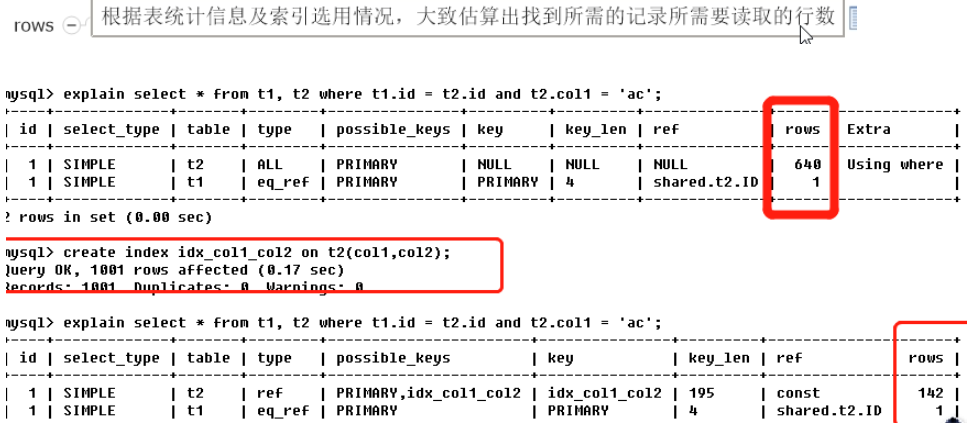 rows 根据表统计信息及索引选用情况，大致估算出找到所需的记录所需要读取的行数
mysql> explain select * from t1, t2 where t1.id = t2.id and t2.col1 = 'ac';
| id | select_type | table | type | possible_keys | key | key_len | ref | rows | Extra |
| 1 | SIMPLE | t2 | ALL | PRIMARY | NULL | NULL | NULL | 640 | Using where |
| 1 | SIMPLE | t1 | eq_ref | PRIMARY | PRIMARY | 4 | shared.t2.ID | 1 | |
2 rows in set (0.00 sec)
mysql> create index idx_col1_col2 on t2(col1,col2);
Query OK, 1001 rows affected (0.17 sec)
Records: 1001 Duplicates: 0 Warnings: 0
mysql> explain select * from t1, t2 where t1.id = t2.id and t2.col1 = 'ac';
| id | select_type | table | type | possible_keys | key | key_len | ref | rows |
| 1 | SIMPLE | t2 | ref | PRIMARY,idx_col1_col2 | idx_col1_col2 | 195 | const | 142 |
| 1 | SIMPLE | t1 | eq_ref | PRIMARY | PRIMARY | 4 | shared.t2.ID | 1 |